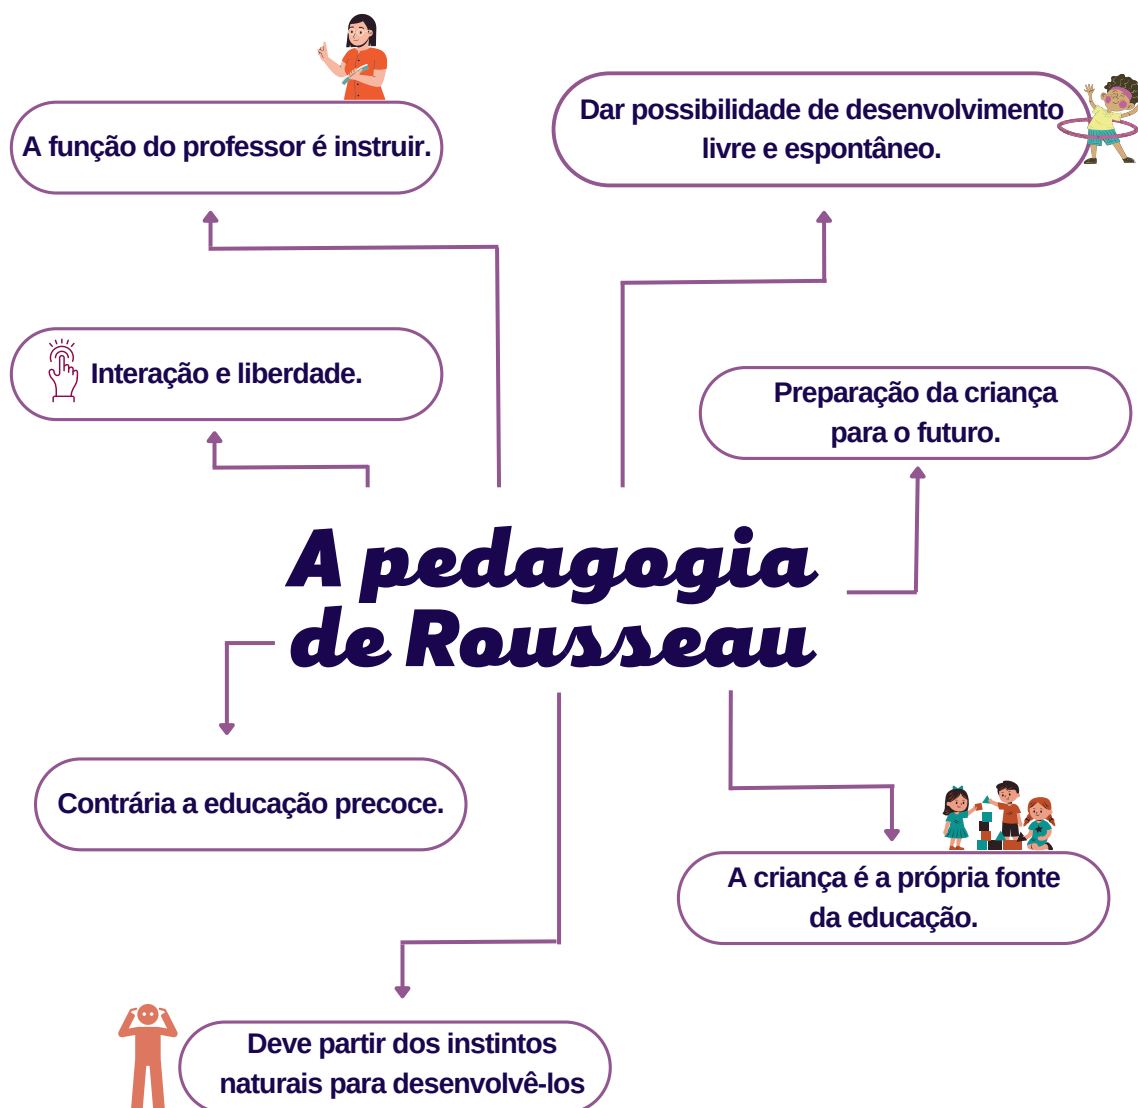 A função do professor é instruir.
Dar possibilidade de desenvolvimento
livre e espontâneo.
Interação e liberdade.
Preparação da criança
para o futuro.
A pedagogia
de Rousseau
Contrária a educação precoce.
A criança é a própria fonte
da educação.
Deve partir dos instintos
naturais para desenvolvê-los